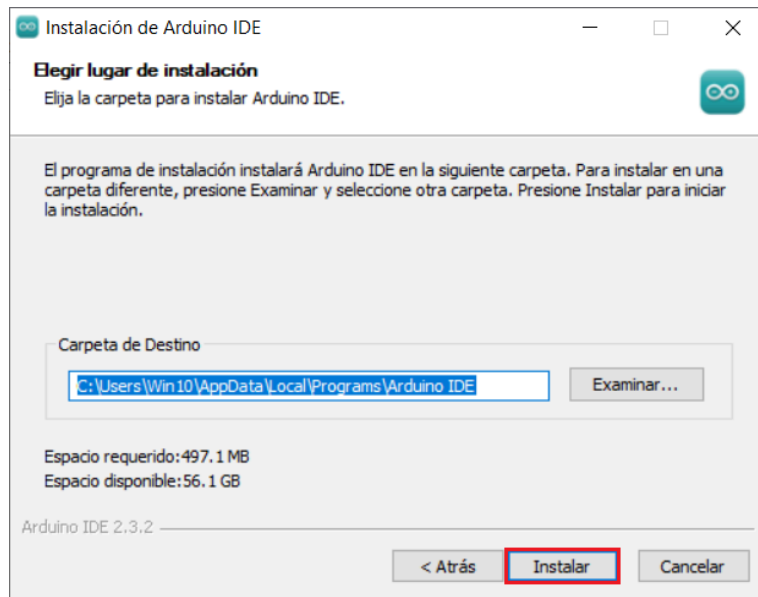 Instalación de Arduino IDE
Elegir lugar de instalación
Elija la carpeta para instalar Arduino IDE.
El programa de instalación instalará Arduino IDE en la siguiente carpeta. Para instalar en una
carpeta diferente, presione Examinar y seleccione otra carpeta. Presione Instalar para iniciar
la instalación.
Carpeta de Destino
C:\Users\Win10\AppData\Local\Programs\Arduino IDE
Examinar...
Espacio requerido:497.1 MB
Espacio disponible:56.1 GB
Arduino IDE 2.3.2
< Atrás
Instalar
Cancelar